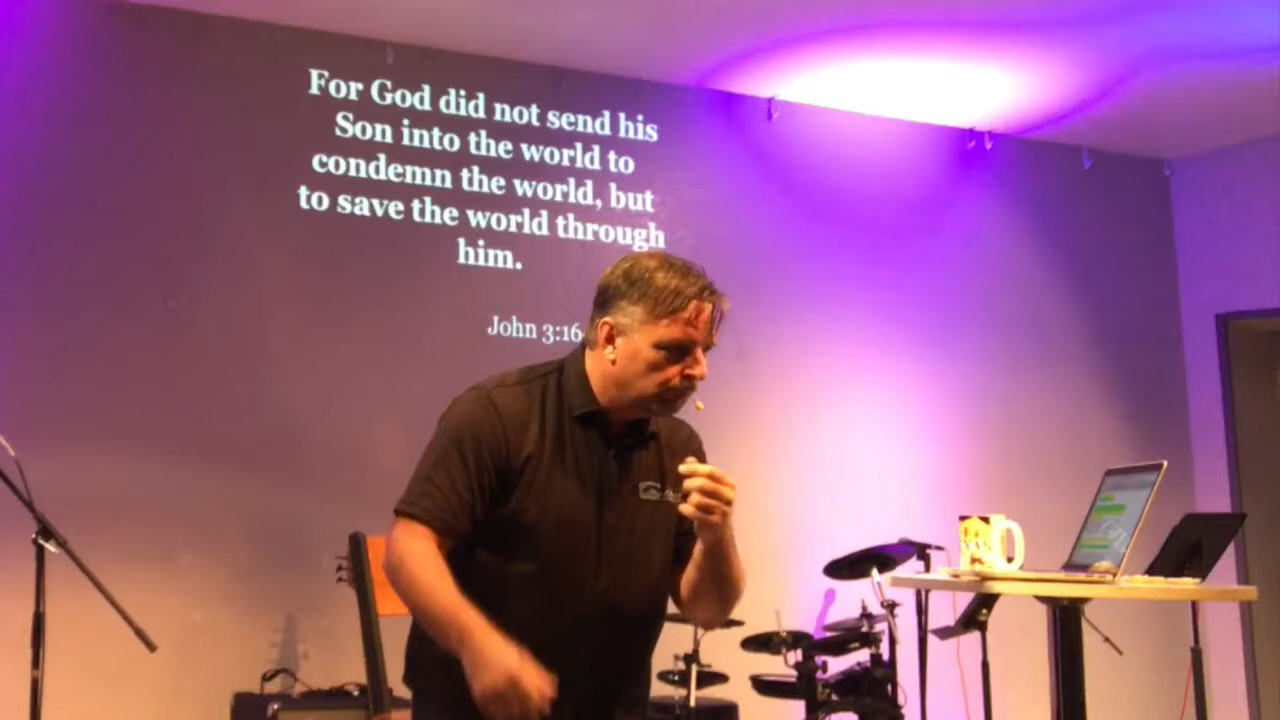 For God did not send his
Son into the world to
condemn the world, but
to save the world through
him.
John 3:16